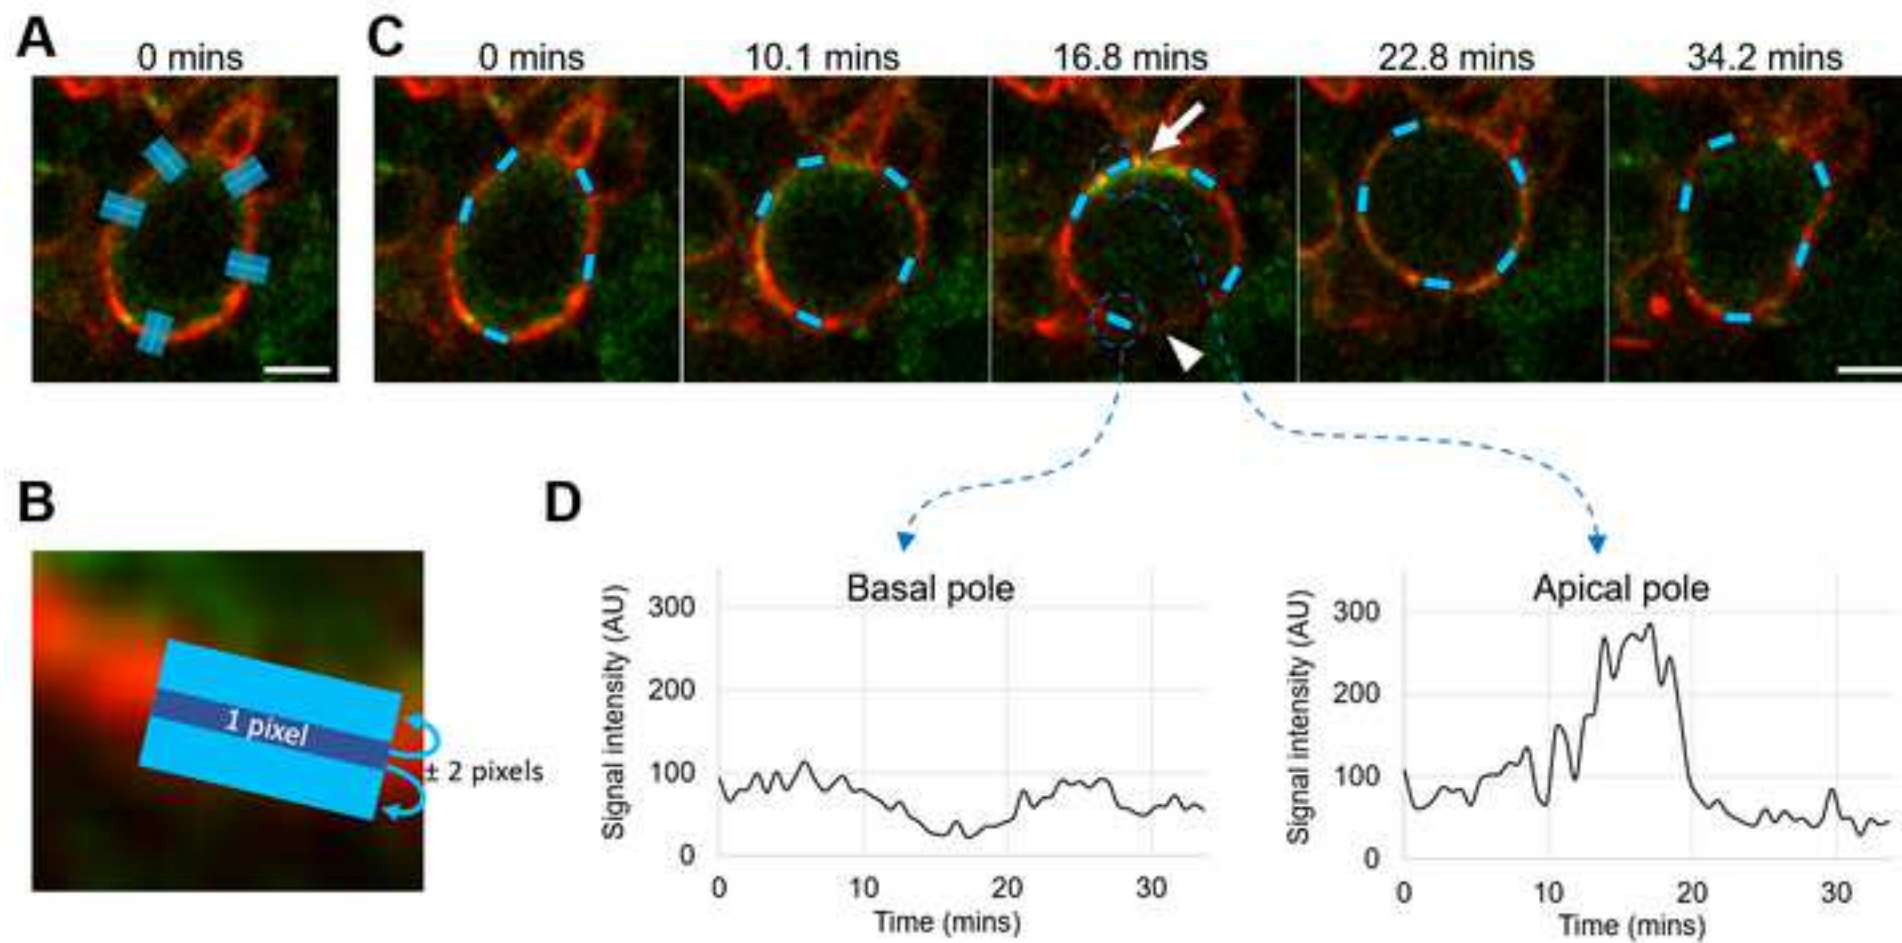 A
0 mins
C
0 mins
10.1 mins
16.8 mins
22.8 mins
34.2 mins
B
1 pixel
± 2 pixels
D
Basal pole
Signal intensity (AU)
300
200
100
0
0
10
20
30
Time (mins)
Apical pole
Signal intensity (AU)
300
200
100
0
0
10
20
30
Time (mins)